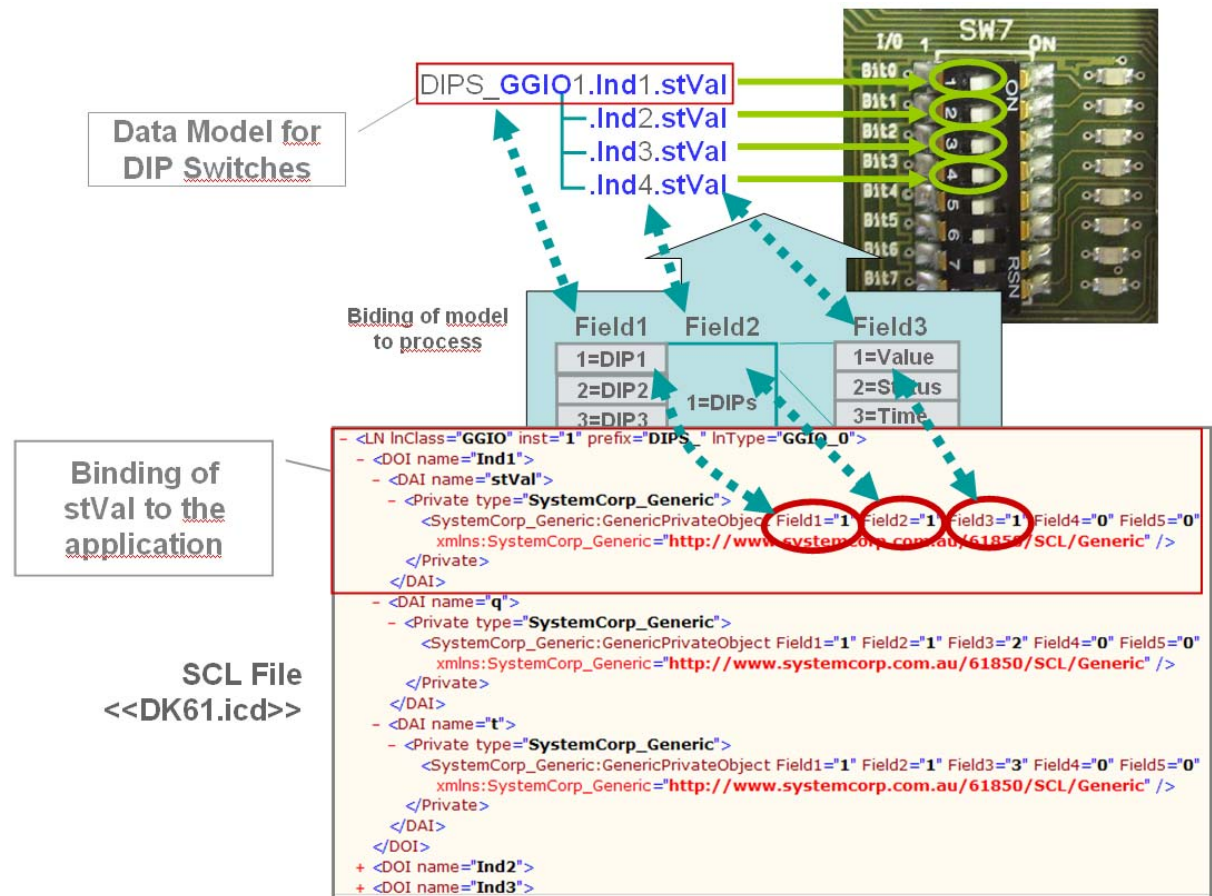 DIPS_GGIO1.Ind1.stVal
.Ind2.stVal
.Ind3.stVal
.Ind4.stVal
Data Model for
DIP Switches
SW7
I/O 1 ON
Bit0
Bit1
Bit2
Bit3
Bit4
Bit5
Bit6
Bit7
1
2
3
4
5
6
7
ON
RSN
Biding of model
to process
Field1 Field2 Field3
1=DIP1
2=DIP2
3=DIP3
1=DIPs
1=Value
2=Status
3=Time
Binding of
stVal to the
application
SCL File
<<DK61.icd>>
- <LN lnClass="GGIO" inst="1" prefix="DIPS_" lnType="GGIO_0">
- <DOI name="Ind1">
- <DAI name="stVal">
- <Private type="SystemCorp_Generic">
<SystemCorp_Generic:GenericPrivateObject Field1="1" Field2="1" Field3="1" Field4="0" Field5="0"
xmlns:SystemCorp_Generic="http://www.systemcorp.com.au/61850/SCL/Generic" />
</Private>
</DAI>
- <DAI name="q">
- <Private type="SystemCorp_Generic">
<SystemCorp_Generic:GenericPrivateObject Field1="1" Field2="1" Field3="2" Field4="0" Field5="0"
xmlns:SystemCorp_Generic="http://www.systemcorp.com.au/61850/SCL/Generic" />
</Private>
</DAI>
- <DAI name="t">
- <Private type="SystemCorp_Generic">
<SystemCorp_Generic:GenericPrivateObject Field1="1" Field2="1" Field3="3" Field4="0" Field5="0"
xmlns:SystemCorp_Generic="http://www.systemcorp.com.au/61850/SCL/Generic" />
</Private>
</DAI>
</DOI>
+ <DOI name="Ind2">
+ <DOI name="Ind3">